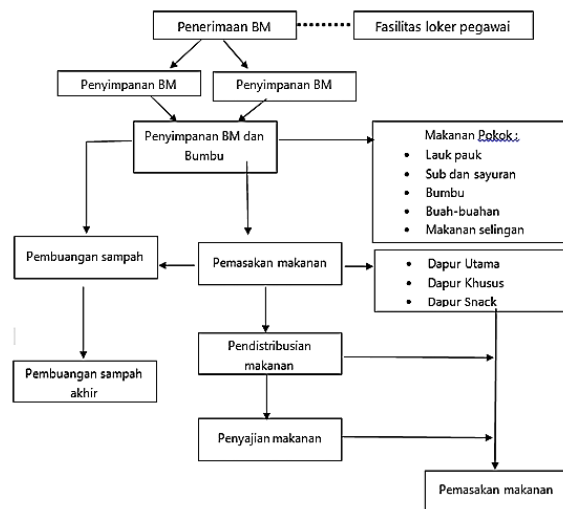 Penerimaan BM
Fasilitas loker pegawai
Penyimpanan BM
Penyimpanan BM
Penyimpanan BM dan
Bumbu
Makanan Pokok :
• Lauk pauk
• Sub dan sayuran
• Bumbu
• Buah-buahan
• Makanan selingan
Pembuangan sampah
Pemasakan makanan
• Dapur Utama
• Dapur Khusus
• Dapur Snack
Pendistribusian
makanan
Pembuangan sampah
akhir
Penyajian makanan
Pemasakan makanan